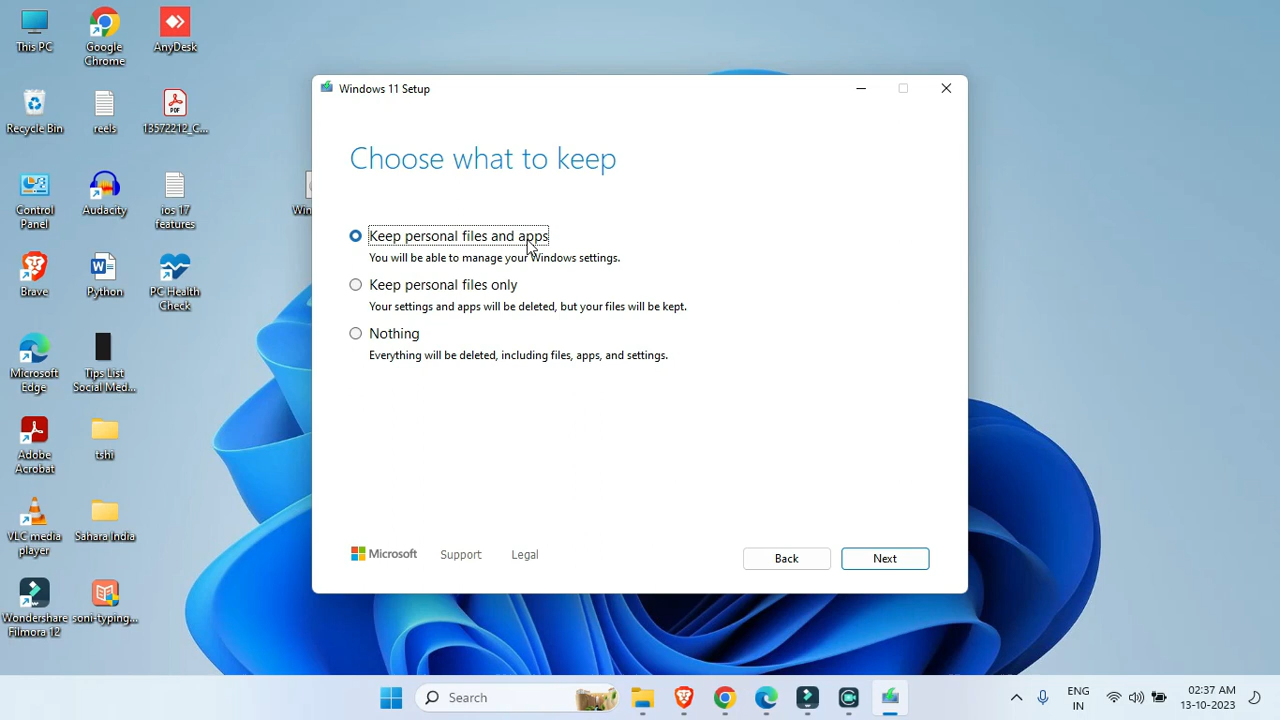 This PC
Google
Chrome
AnyDesk
Recycle Bin
reels
PDF
13572212_C...
Control
Panel
Audacity
ios 17
features
Brave
Python
PC Health
Check
Microsoft
Edge
Tips List
Social Med...
Adobe
Acrobat
tshi
VLC media
player
Sahara India
Wondershare
Filmora 12
soni-typing...
Windows 11 Setup
Choose what to keep
Keep personal files and apps
You will be able to manage your Windows settings.
Keep personal files only
Your settings and apps will be deleted, but your files will be kept.
Nothing
Everything will be deleted, including files, apps, and settings.
Microsoft
Support
Legal
Back
Next
Search
ENG
IN
02:37 AM
13-10-2023